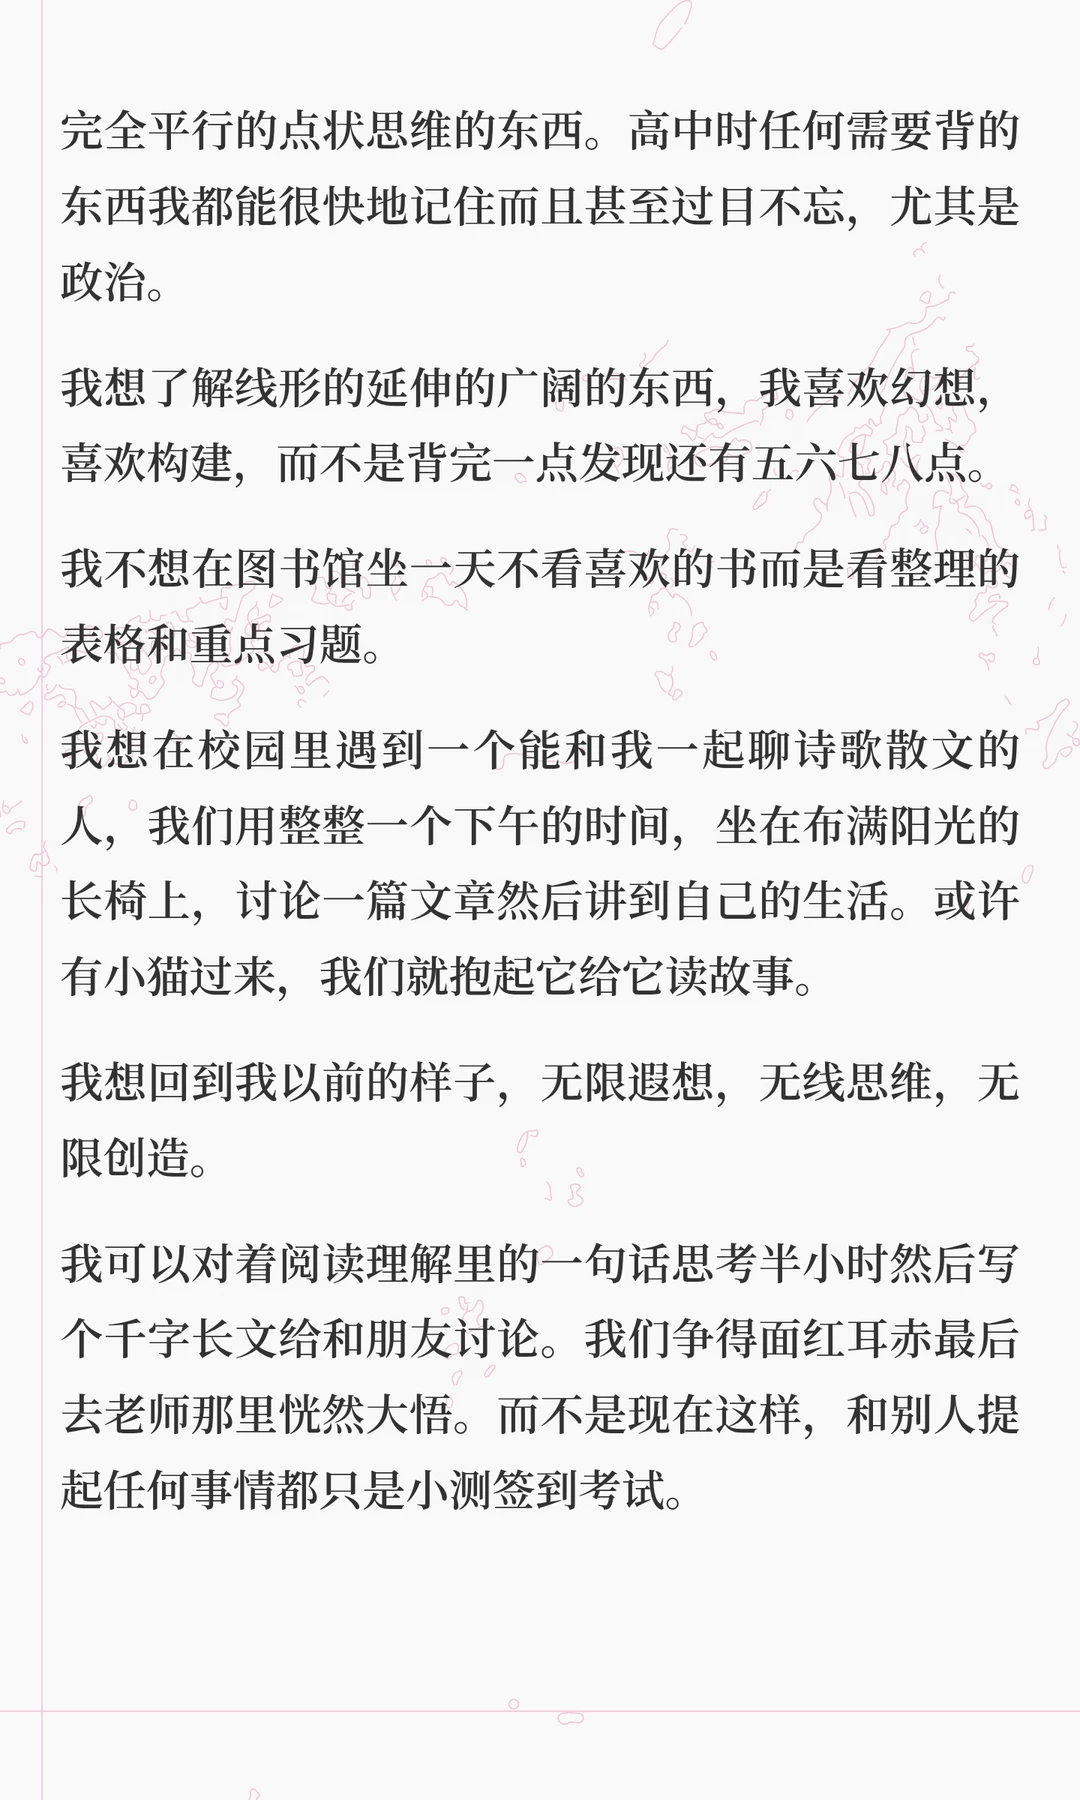 完全平行的点状思维的东西。高中时任何需要背的
东西我都能很快地记住而且甚至过目不忘，尤其是
政治。
我想了解线形的延伸的广阔的东西，我喜欢幻想，
喜欢构建，而不是背完一点发现还有五六七八点。
我不想在图书馆坐一天不看喜欢的书而是看整理的
表格和重点习题。
我想在校园里遇到一个能和我一起聊诗歌散文的
人，我们用整整一个下午的时间，坐在布满阳光的
长椅上，讨论一篇文章然后讲到自己的生活。或许
有小猫过来，我们就抱起它给它读故事。
我想回到我以前的样子，无限遐想，无线思维，无
限创造。
我可以对着阅读理解里的一句话思考半小时然后写
个千字长文给和朋友讨论。我们争得面红耳赤最后
去老师那里恍然大悟。而不是现在这样，和别人提
起任何事情都只是小测签到考试。